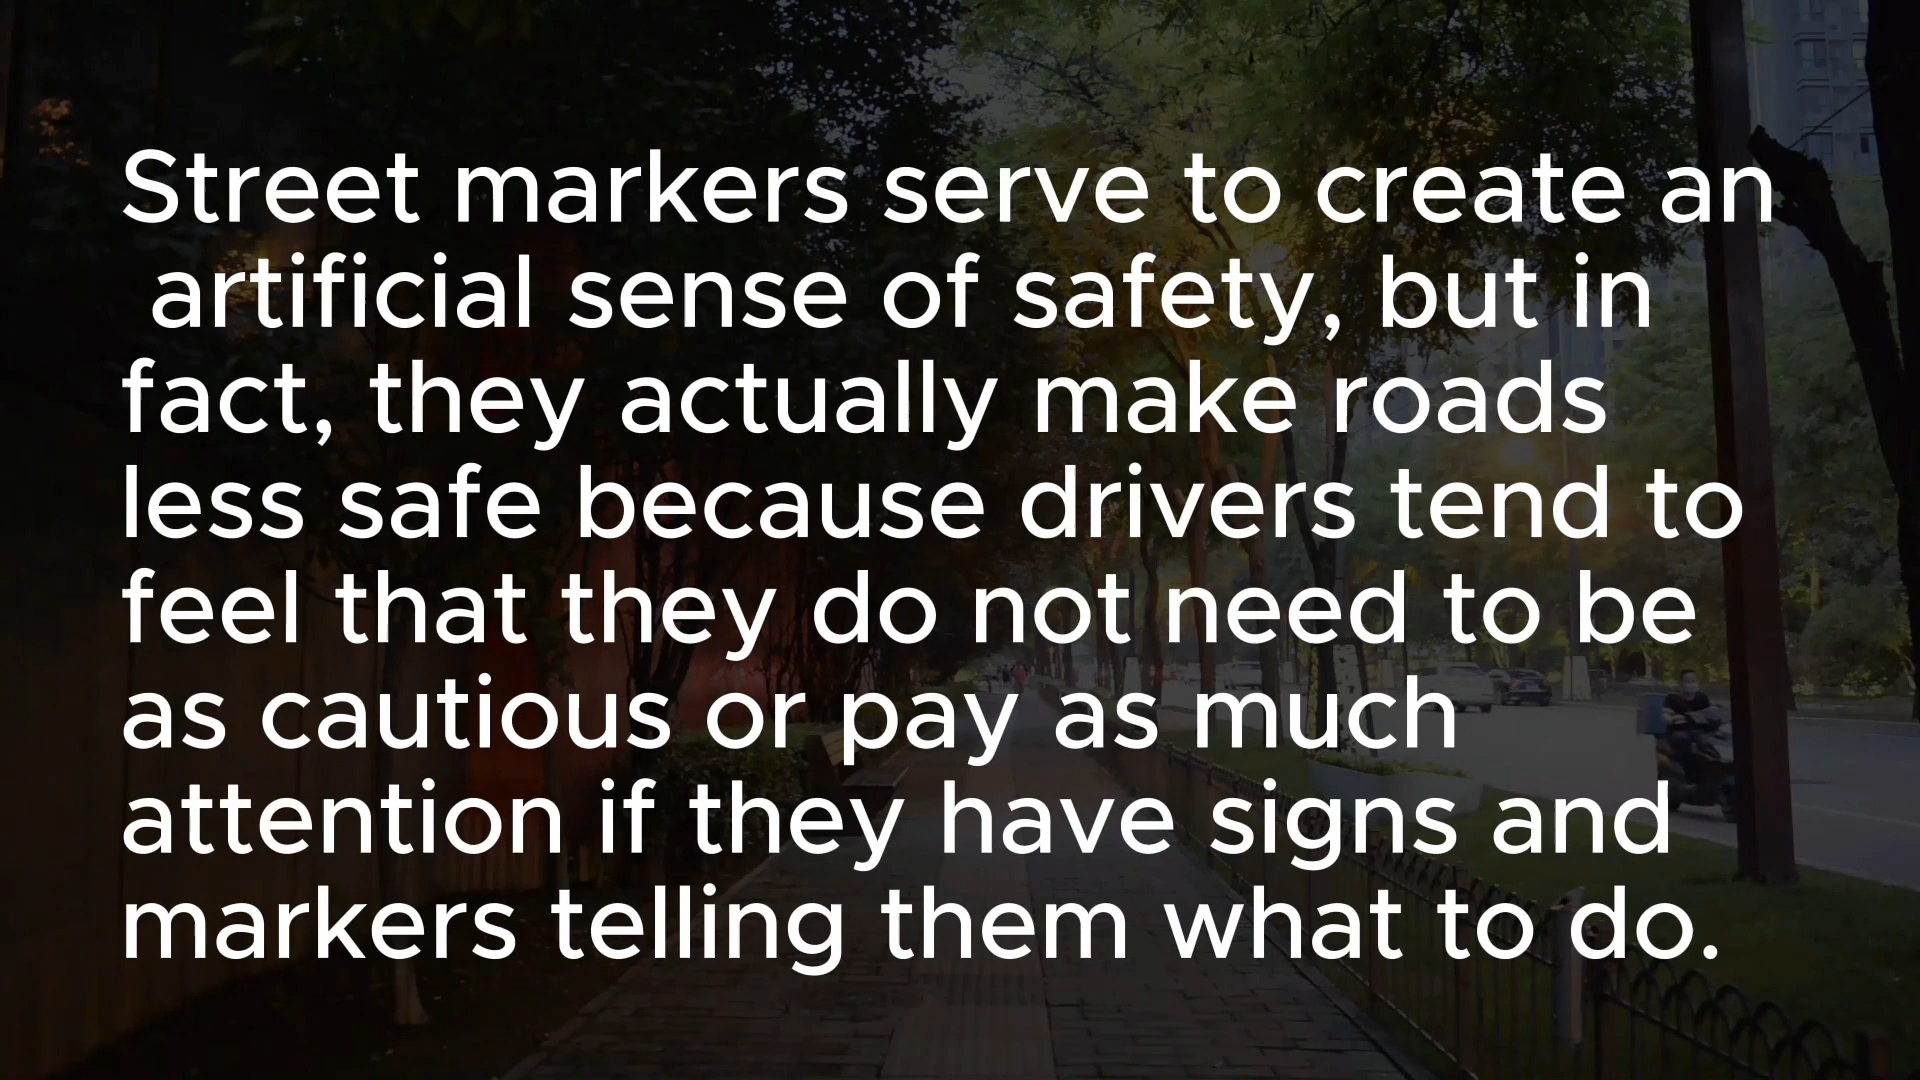 Street markers serve to create an
artificial sense of safety, but in
fact, they actually make roads
less safe because drivers tend to
feel that they do not need to be
as cautious or pay as much
attention if they have signs and
markers telling them what to do.